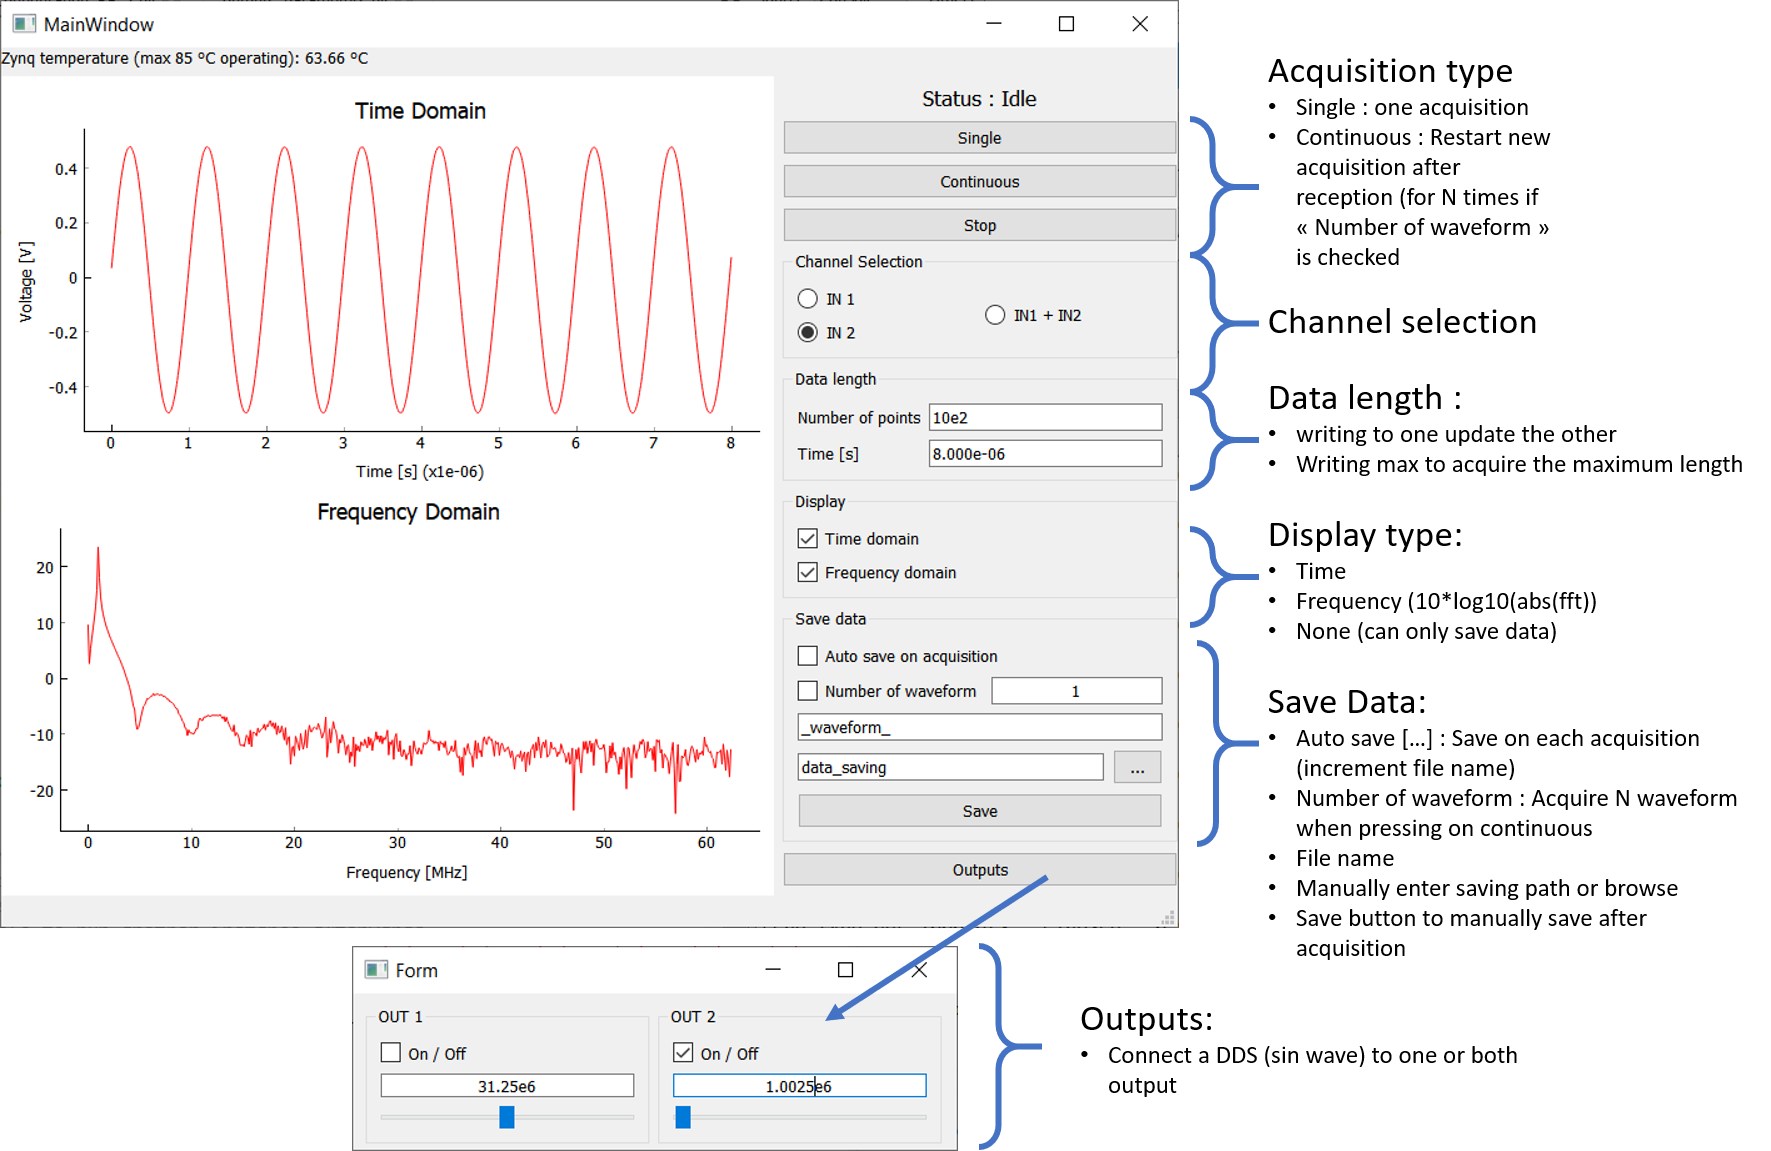 MainWindow
Zynq temperature (max 85 °C operating): 63.66 °C
Time Domain
0.4
0.2
0
-0.2
-0.4
Voltage [V]
0 1 2 3 4 5 6 7 8
Time [s] (x1e-06)
Frequency Domain
20
10
0
-10
-20
0 10 20 30 40 50 60
Frequency [MHz]
Status : Idle
Single
Continuous
Stop
Channel Selection
IN 1
IN 2
IN1 + IN2
Data length
Number of points 10e2
Time [s] 8.000e-06
Display
Time domain
Frequency domain
Save data
Auto save on acquisition
Number of waveform 1
_waveform_
data_saving ...
Save
Outputs
Acquisition type
• Single : one acquisition
• Continuous : Restart new
acquisition after
reception (for N times if
« Number of waveform »
is checked
Channel selection
Data length :
• writing to one update the other
• Writing max to acquire the maximum length
Display type:
• Time
• Frequency (10*log10(abs(fft))
• None (can only save data)
Save Data:
• Auto save [...] : Save on each acquisition
(increment file name)
• Number of waveform : Acquire N waveform
when pressing on continuous
• File name
• Manually enter saving path or browse
• Save button to manually save after
acquisition
Form
OUT 1
On / Off
31.25e6
OUT 2
On / Off
1.0025e6
Outputs:
• Connect a DDS (sin wave) to one or both
output